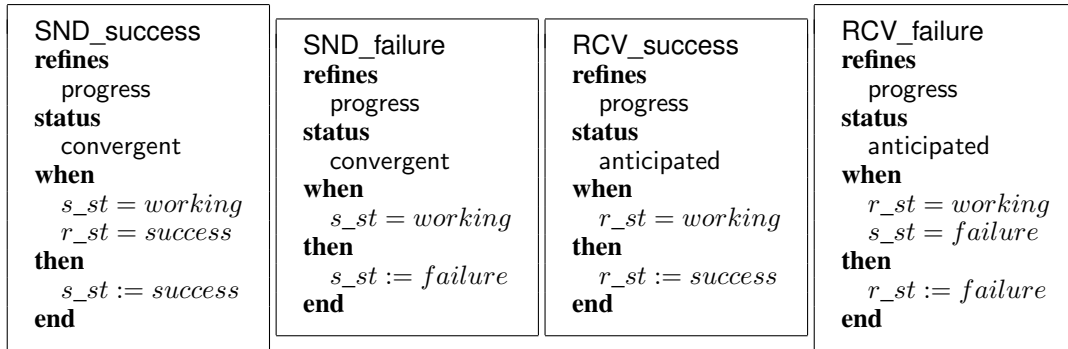 SND_success
refines
progress
status
convergent
when
s_st = working
r_st = success
then
s_st := success
end
SND_failure
refines
progress
status
convergent
when
s_st = working
then
s_st := failure
end
RCV_success
refines
progress
status
anticipated
when
r_st = working
then
r_st := success
end
RCV_failure
refines
progress
status
anticipated
when
r_st = working
s_st = failure
then
r_st := failure
end